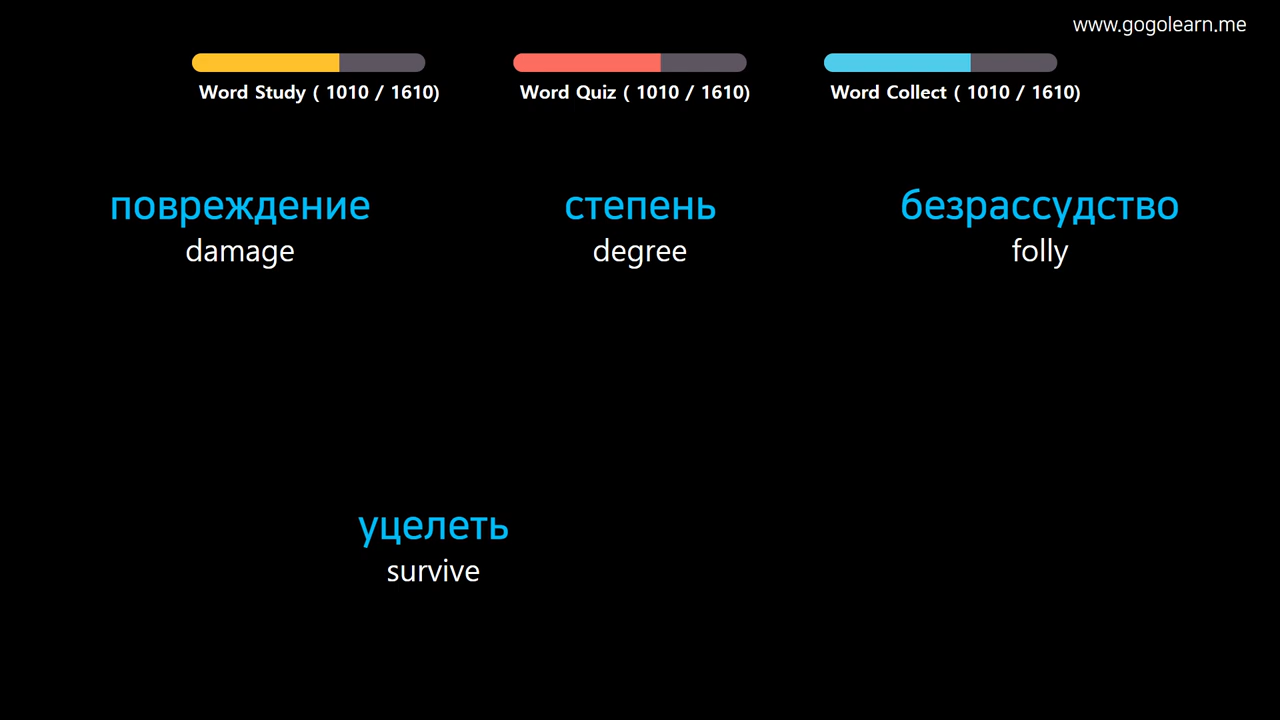 www.gogolearn.me
Word Study ( 1010 / 1610)
Word Quiz ( 1010 / 1610)
Word Collect ( 1010 / 1610)
повреждение
damage
степень
degree
безрассудство
folly
уцелеть
survive